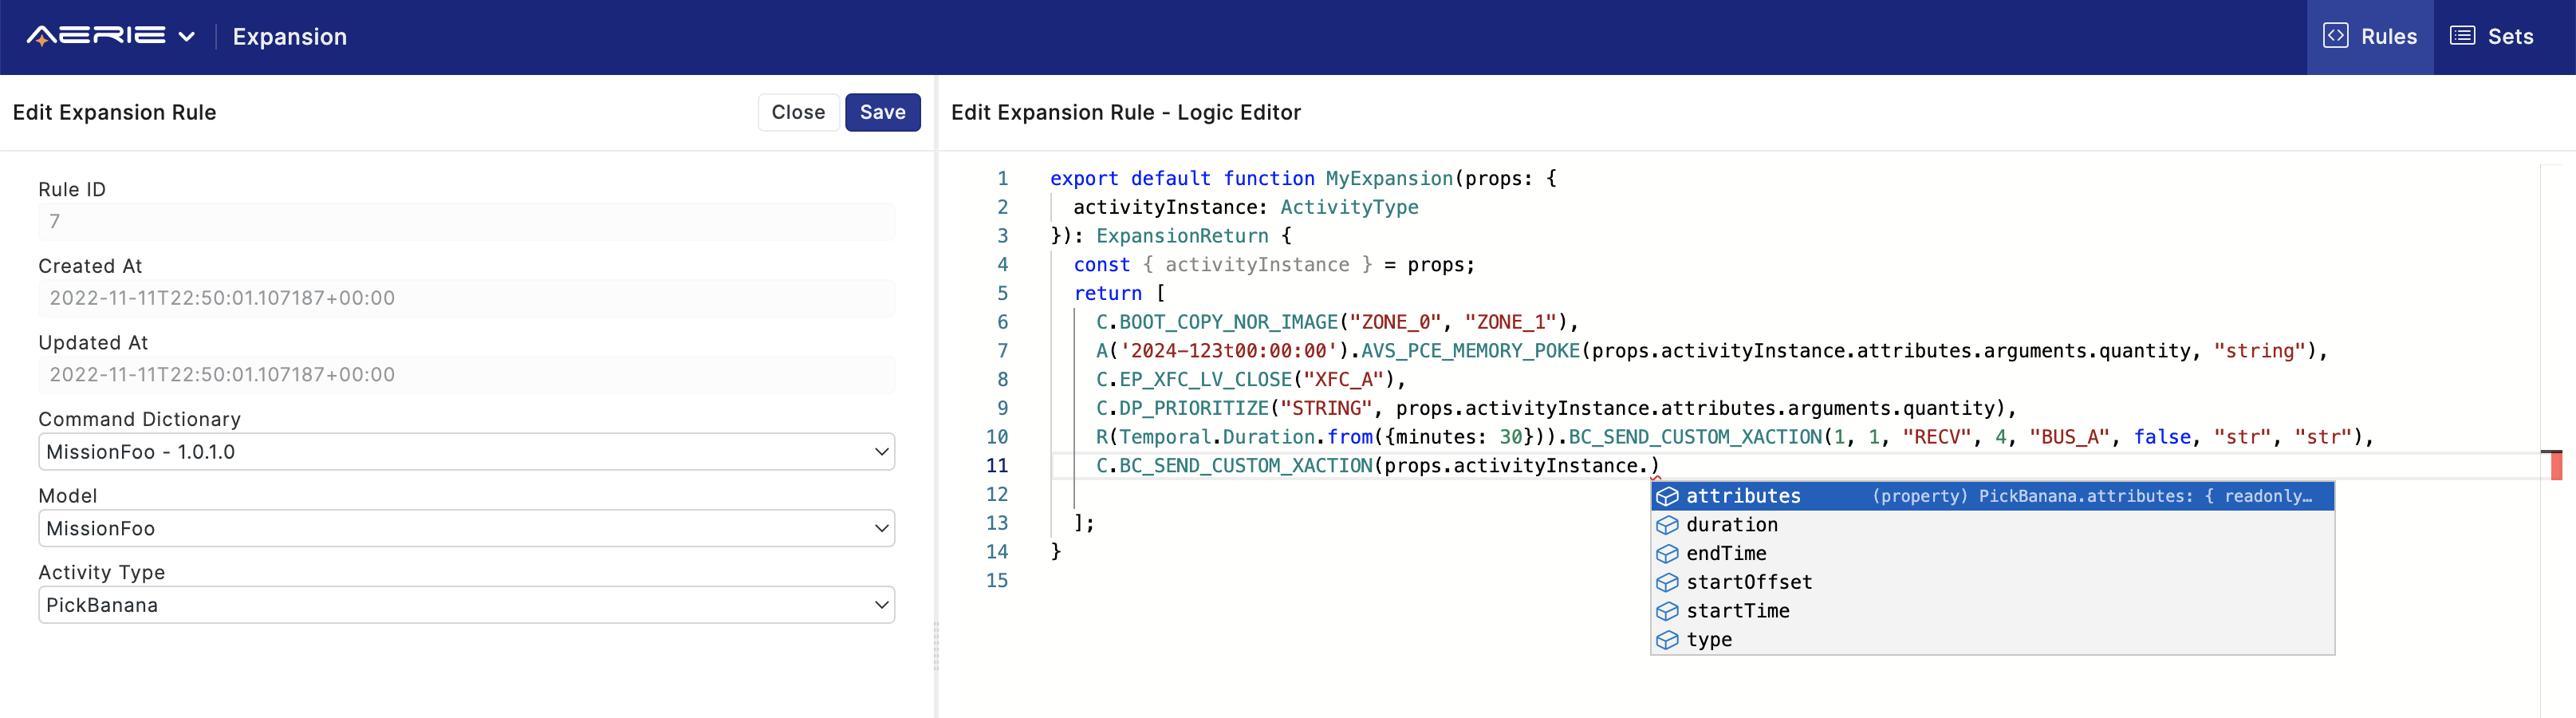 AERIE
Expansion
Rules
Sets
Edit Expansion Rule
Close
Save
Rule ID
7
Created At
2022-11-11T22:50:01.107187+00:00
Updated At
2022-11-11T22:50:01.107187+00:00
Command Dictionary
MissionFoo - 1.0.1.0
Model
MissionFoo
Activity Type
PickBanana
Edit Expansion Rule - Logic Editor
1 export default function MyExpansion(props: {
2 activityInstance: ActivityType
3 }): ExpansionReturn {
4 const { activityInstance } = props;
5 return [
6 C.BOOT_COPY_NOR_IMAGE("ZONE_0", "ZONE_1"),
7 A('2024-123t00:00:00').AVS_PCE_MEMORY_POKE(props.activityInstance.attributes.arguments.quantity, "string"),
8 C.EP_XFC_LV_CLOSE("XFC_A"),
9 C.DP_PRIORITIZE("STRING", props.activityInstance.attributes.arguments.quantity),
10 R(Temporal.Duration.from({minutes: 30})).BC_SEND_CUSTOM_XACTION(1, 1, "RECV", 4, "BUS_A", false, "str", "str"),
11 C.BC_SEND_CUSTOM_XACTION(props.activityInstance.)
12
13 ];
14 }
15
attributes (property) PickBanana.attributes: { readonly…
duration
endTime
startOffset
startTime
type